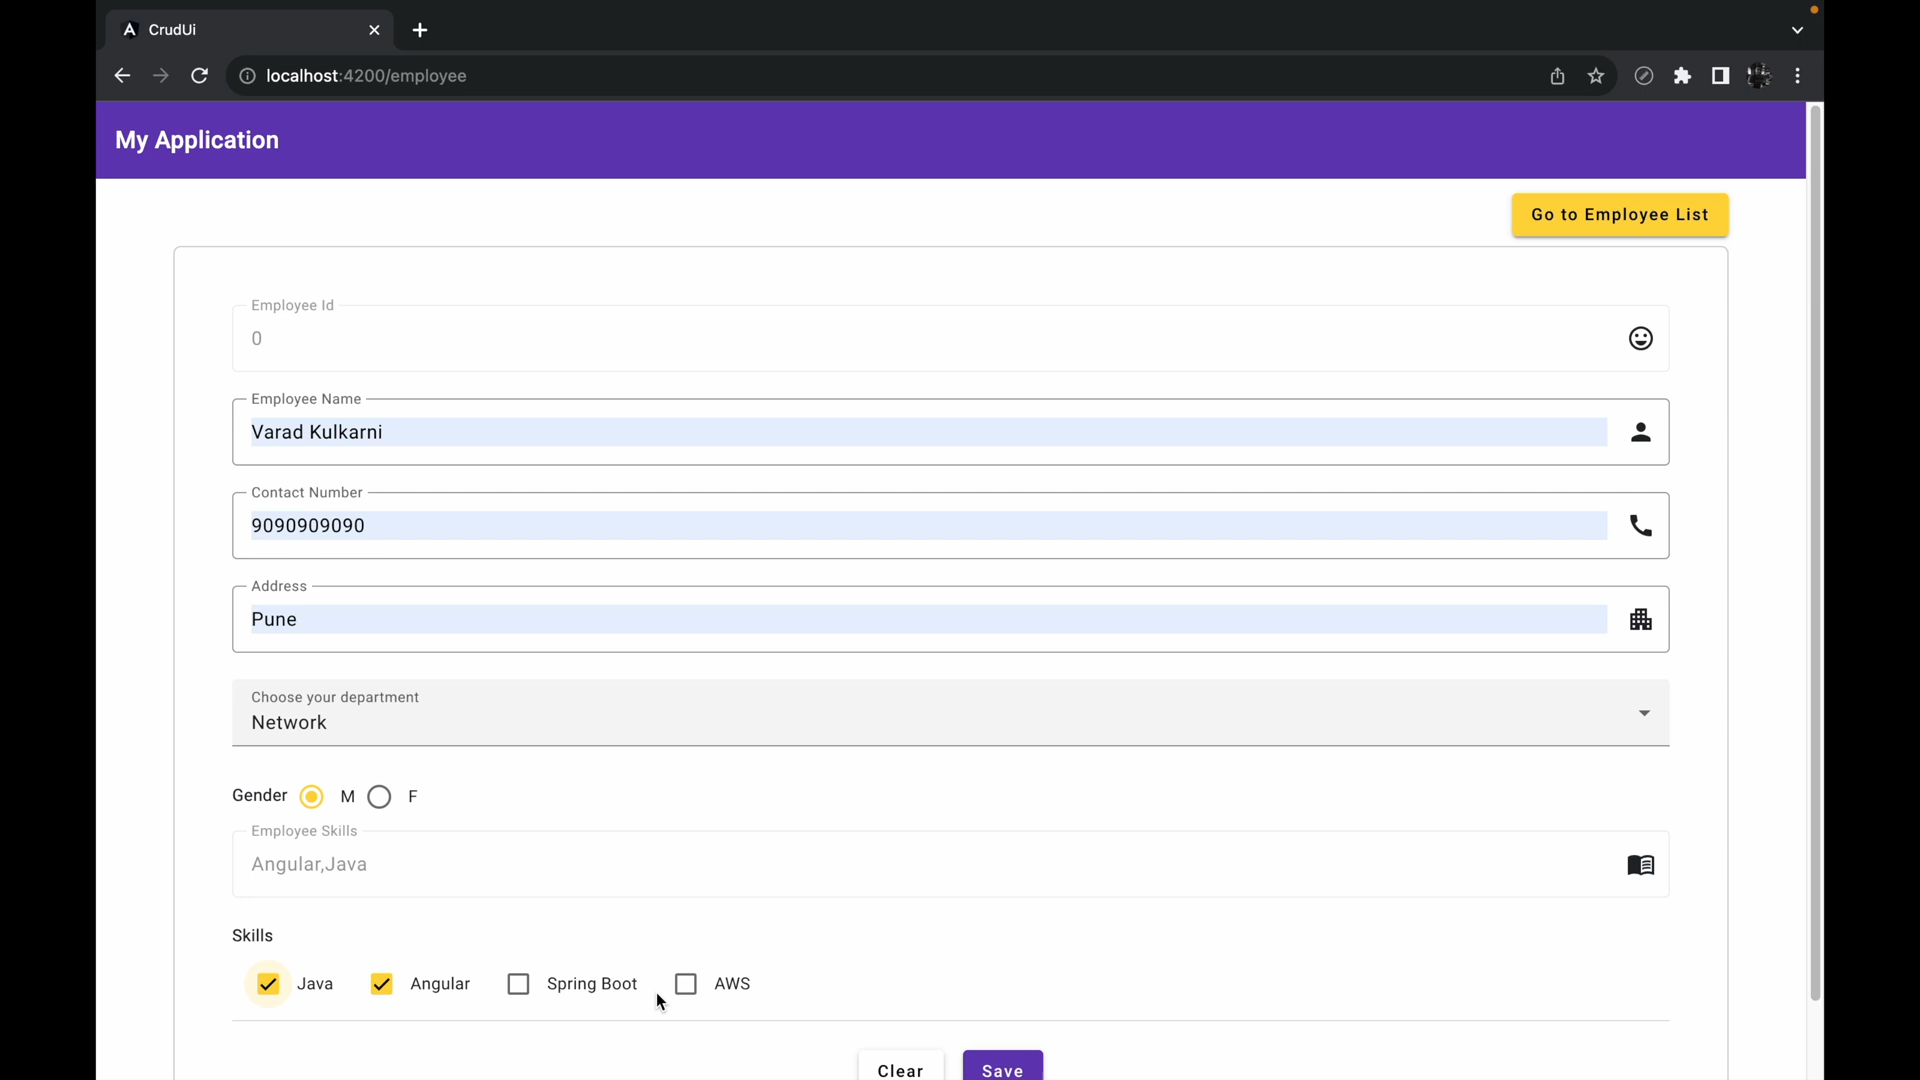 CrudUi
localhost:4200/employee
My Application
Go to Employee List
Employee Id
0
Employee Name
Varad Kulkarni
Contact Number
9090909090
Address
Pune
Choose your department
Network
Gender M F
Employee Skills
Angular,Java
Skills
Java Angular Spring Boot AWS
Clear Save